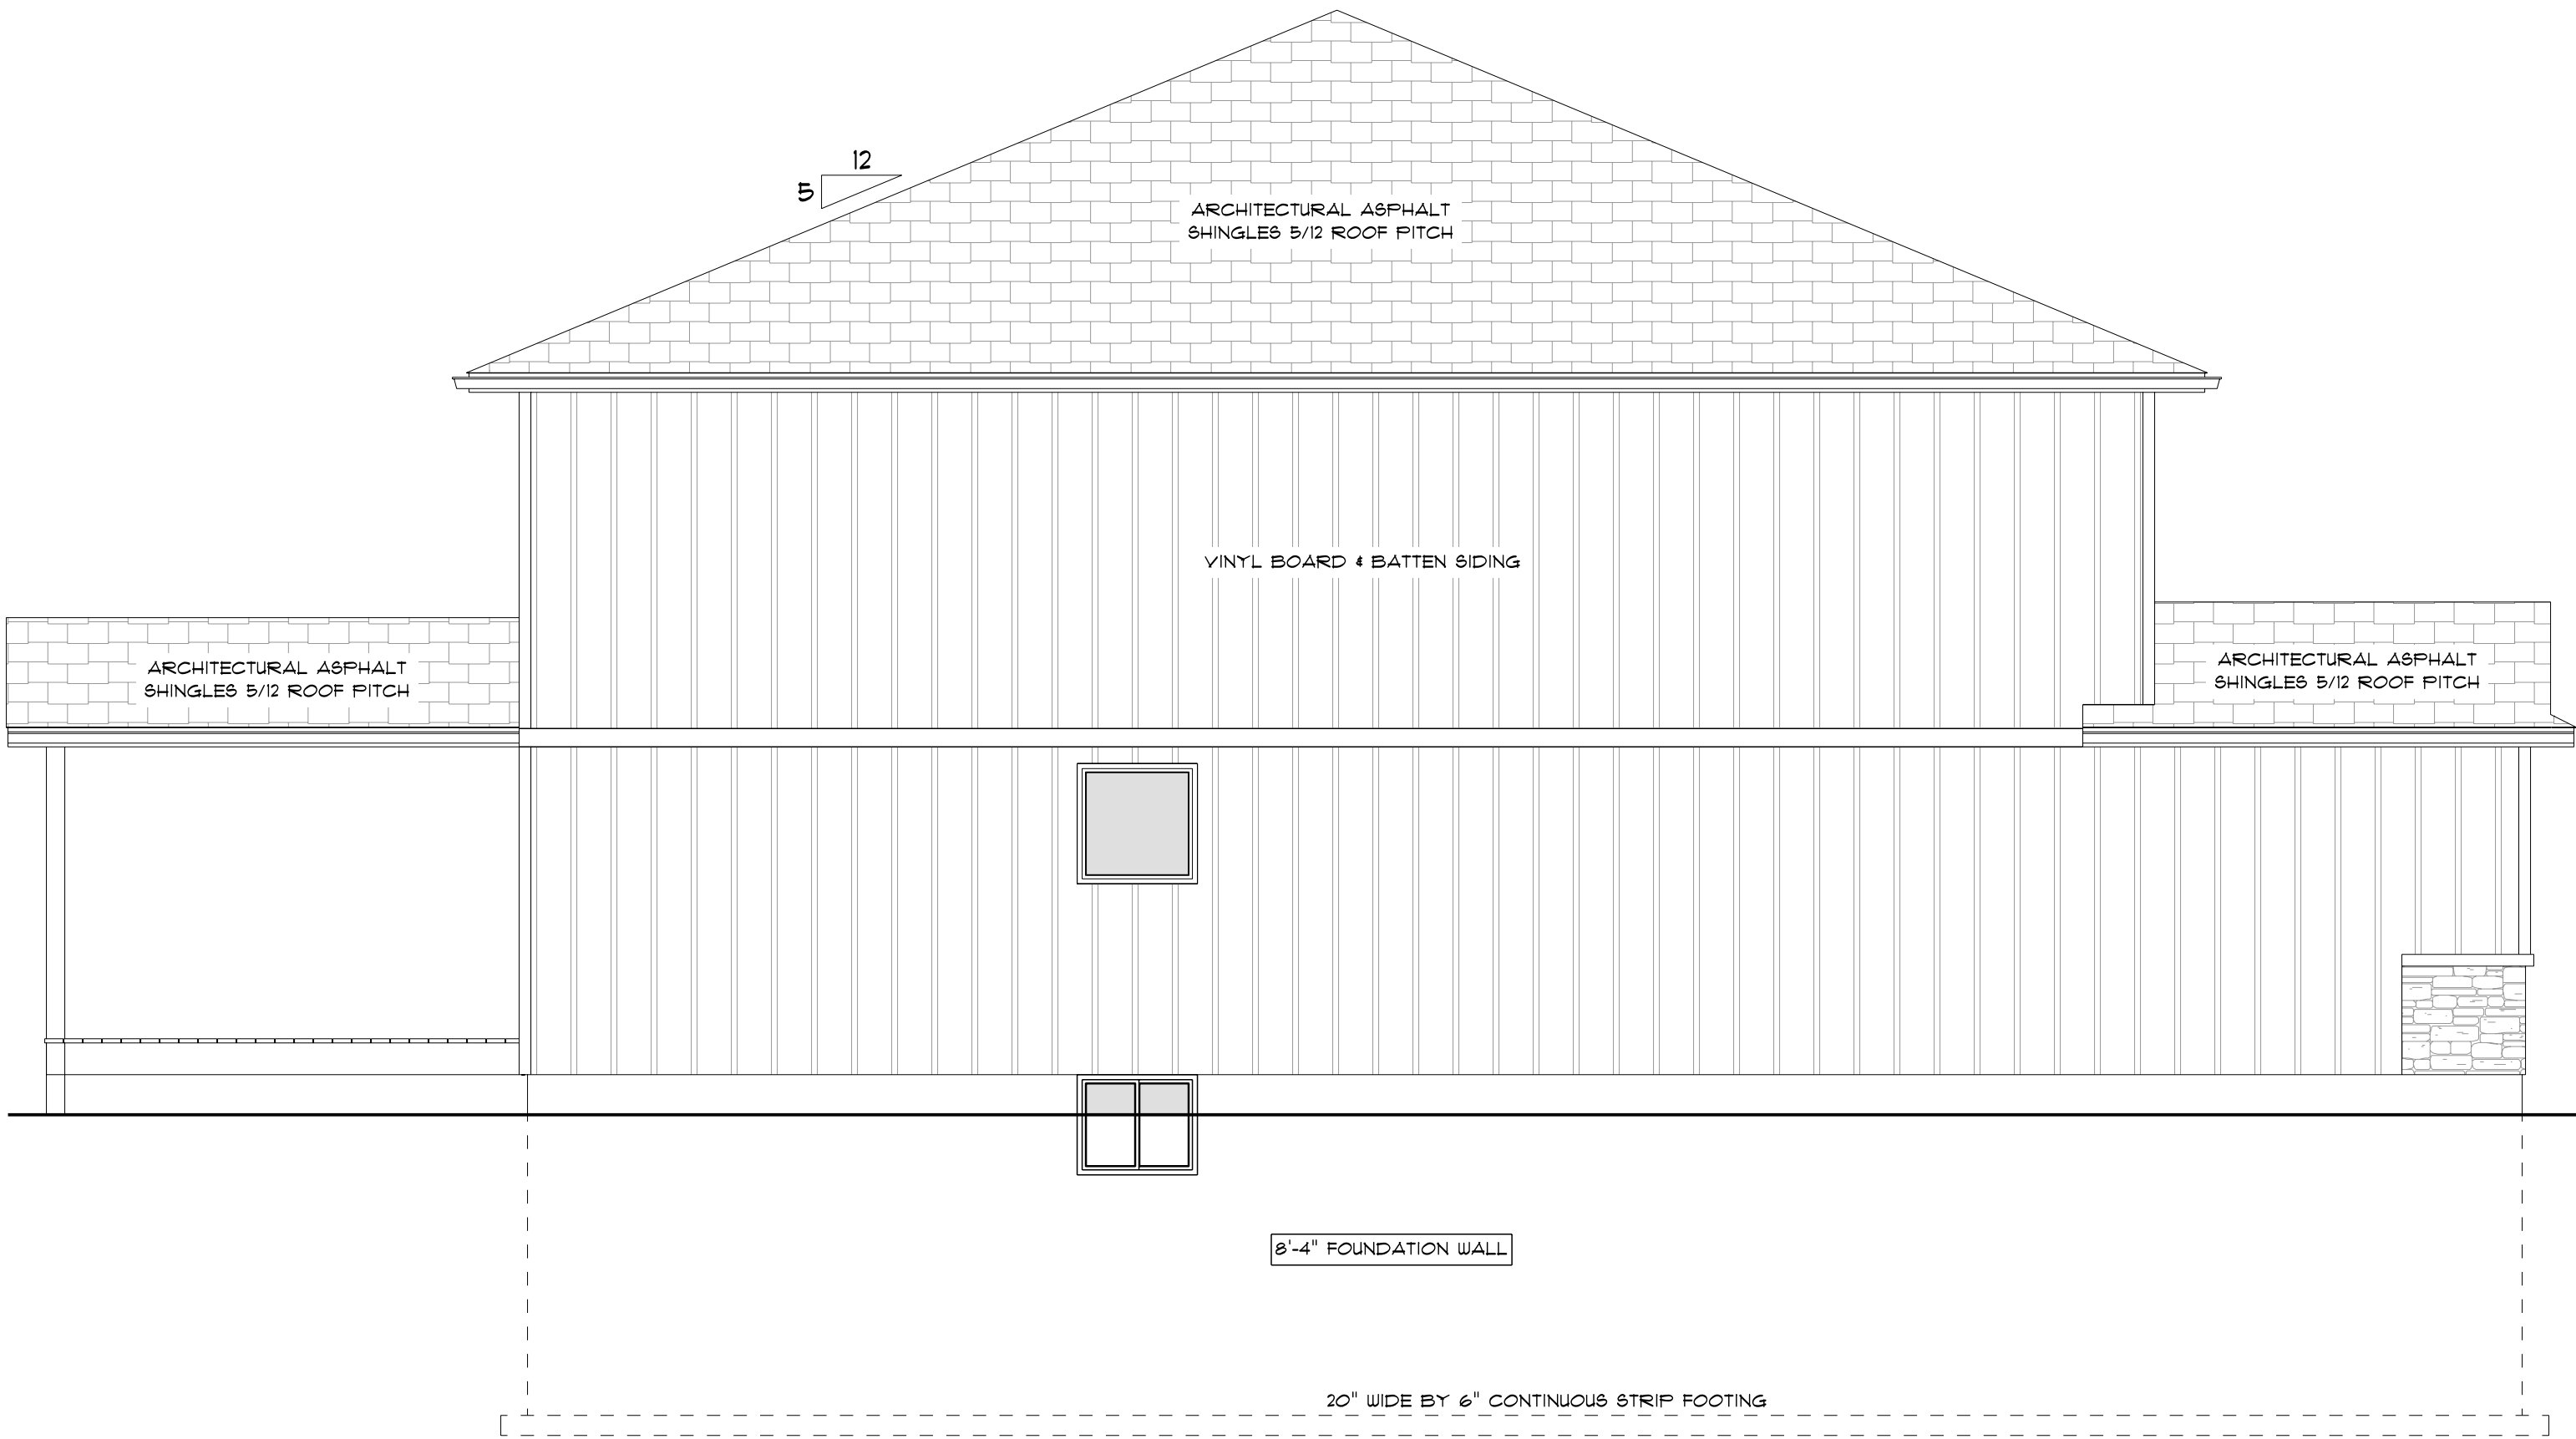 12
5
ARCHITECTURAL ASPHALT
SHINGLES 5/12 ROOF PITCH
VINYL BOARD & BATTEN SIDING
ARCHITECTURAL ASPHALT
SHINGLES 5/12 ROOF PITCH
ARCHITECTURAL ASPHALT
SHINGLES 5/12 ROOF PITCH
8'-4" FOUNDATION WALL
20" WIDE BY 6" CONTINUOUS STRIP FOOTING